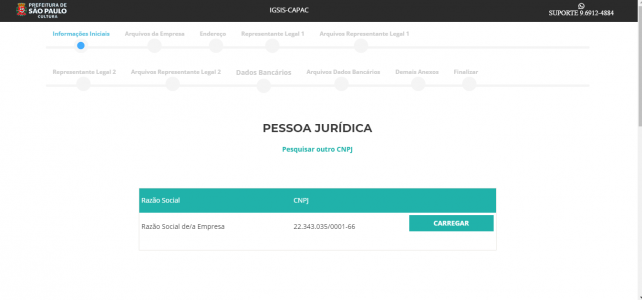 PREFEITURA DE
SÃO PAULO
CULTURA
IGSIS-CAPAC
SUPORTE 9.6912-4884
Informações Iniciais
Arquivos da Empresa
Endereço
Representante Legal 1
Arquivos Representante Legal 1
Representante Legal 2
Arquivos Representante Legal 2
Dados Bancários
Arquivos Dados Bancários
Demais Anexos
Finalizar
PESSOA JURÍDICA
Pesquisar outro CNPJ
Razão Social
CNPJ
Razão Social de/a Empresa
22.343.035/0001-66
CARREGAR